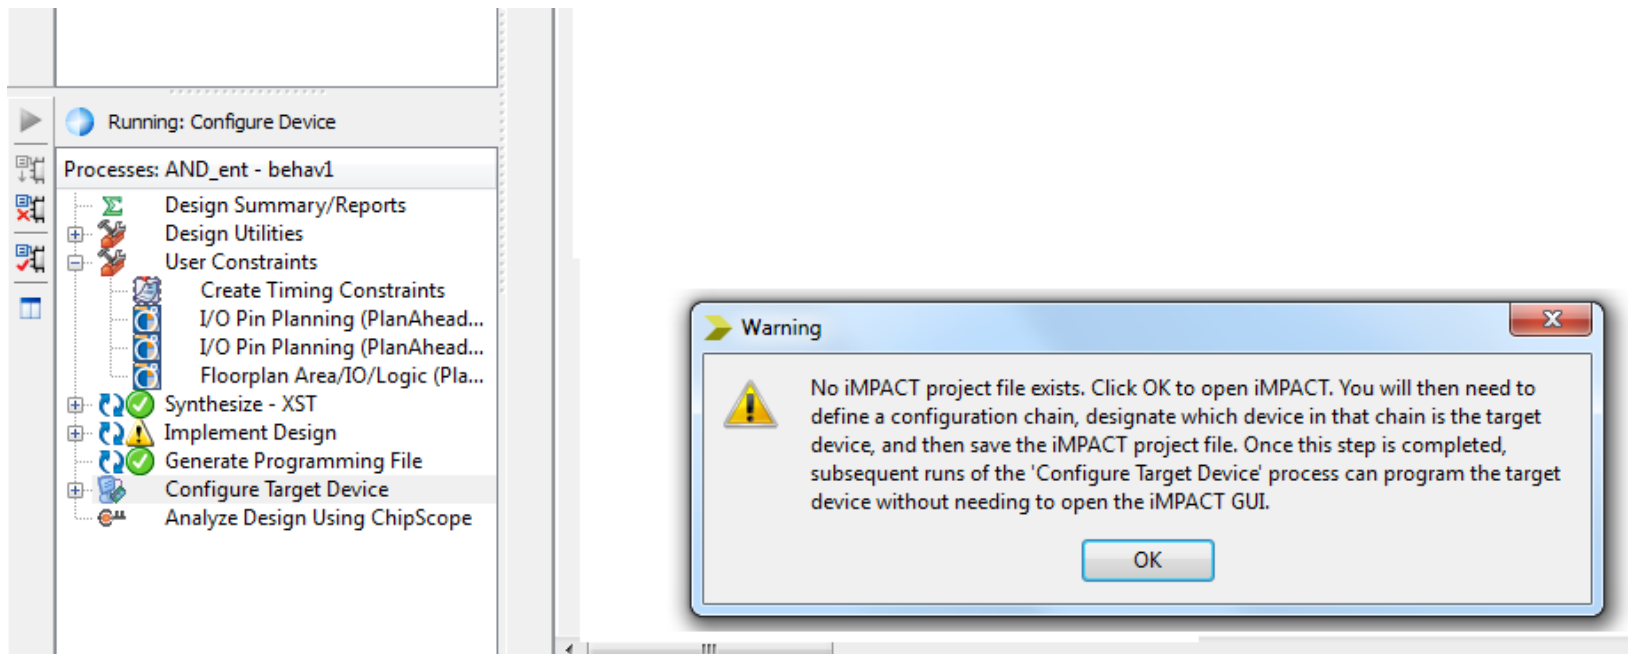 Running: Configure Device
Processes: AND_ent - behav1
Design Summary/Reports
Design Utilities
User Constraints
Create Timing Constraints
I/O Pin Planning (PlanAhead...
I/O Pin Planning (PlanAhead...
Floorplan Area/IO/Logic (Pla...
Synthesize - XST
Implement Design
Generate Programming File
Configure Target Device
Analyze Design Using ChipScope
Warning
No iMPACT project file exists. Click OK to open iMPACT. You will then need to
define a configuration chain, designate which device in that chain is the target
device, and then save the iMPACT project file. Once this step is completed,
subsequent runs of the 'Configure Target Device' process can program the target
device without needing to open the iMPACT GUI.
OK